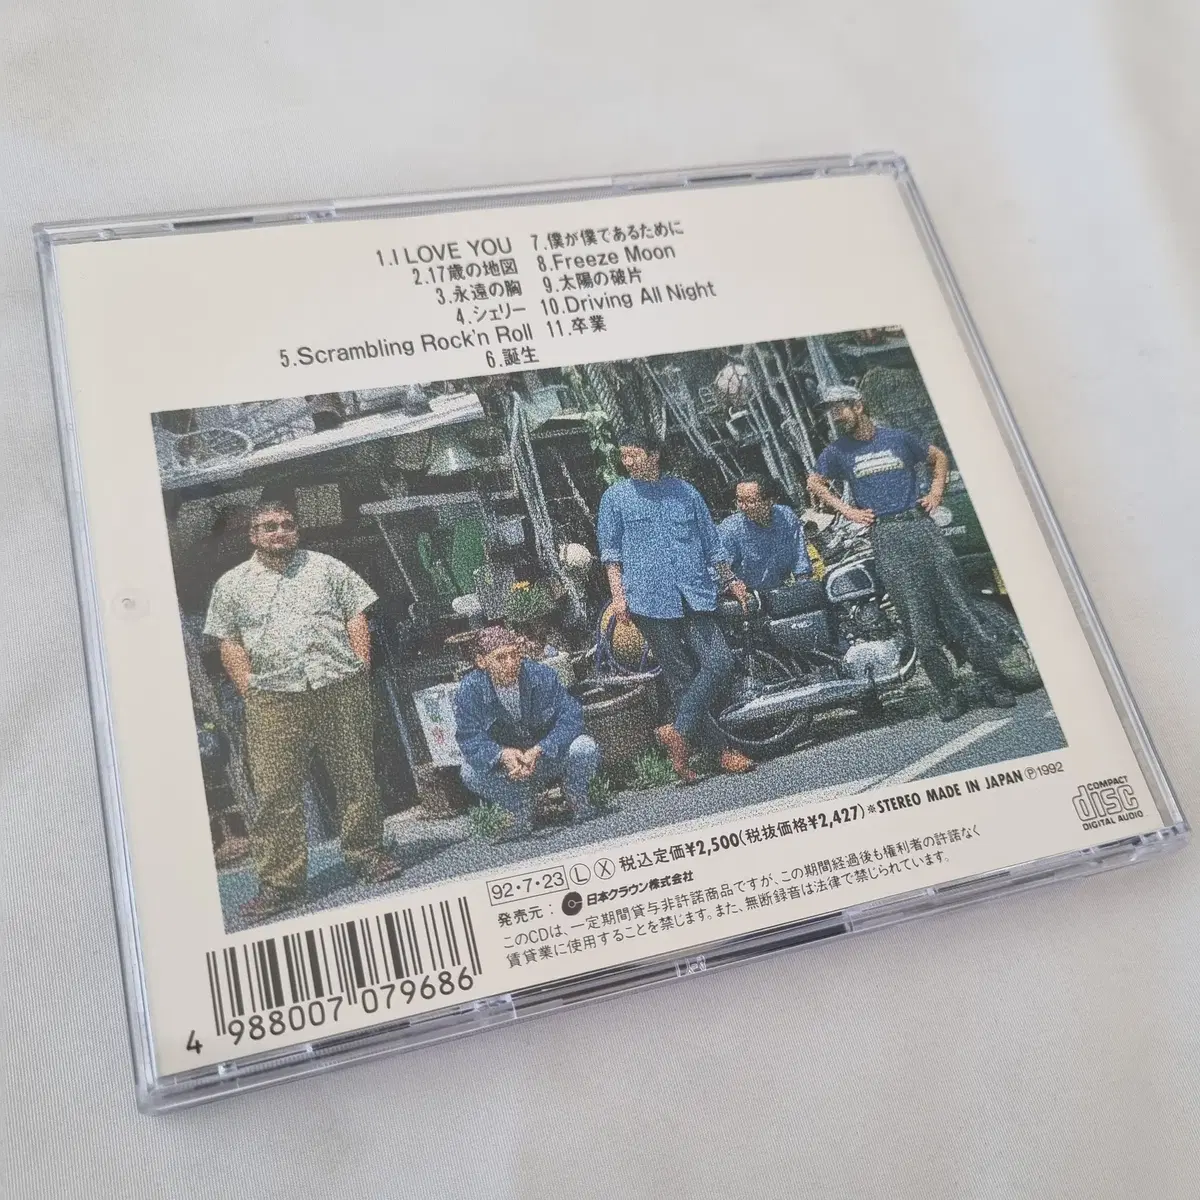 1.I LOVE YOU
2.17歳の地図
3.永遠の胸
4.シェリー
5.Scrambling Rock'n Roll
6.誕生
7.僕が僕であるために
8.Freeze Moon
9.太陽の破片
10.Driving All Night
11.卒業
92・7・23 Ⓛ Ⓧ 税込定価¥2,500(税抜価格¥2,427)※STEREO MADE IN JAPAN Ⓟ1992
発売元: 日本クラウン株式会社
このCDは、一定期間貸与非許諾商品ですが、この期間経過後も権利者の許諾なく
賃貸業に使用することを禁じます。また、無断録音は法律で禁じられています。
COMPACT
disc
DIGITAL AUDIO
4 988007 079686